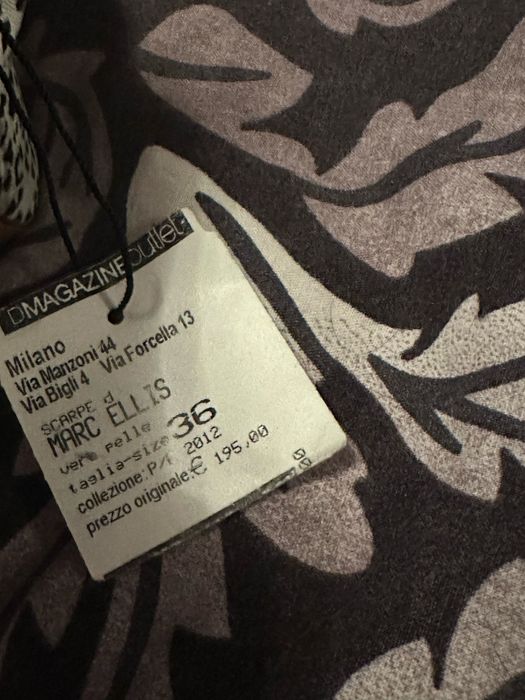 DMAGAZINE outlet
Milano
Via Manzoni 44
Via Bigli 4 Via Forcella 13
SCARPE d
MARC ELLIS
vera pelle
taglia-size 36
collezione: P/E 2012
prezzo originale: € 195,00